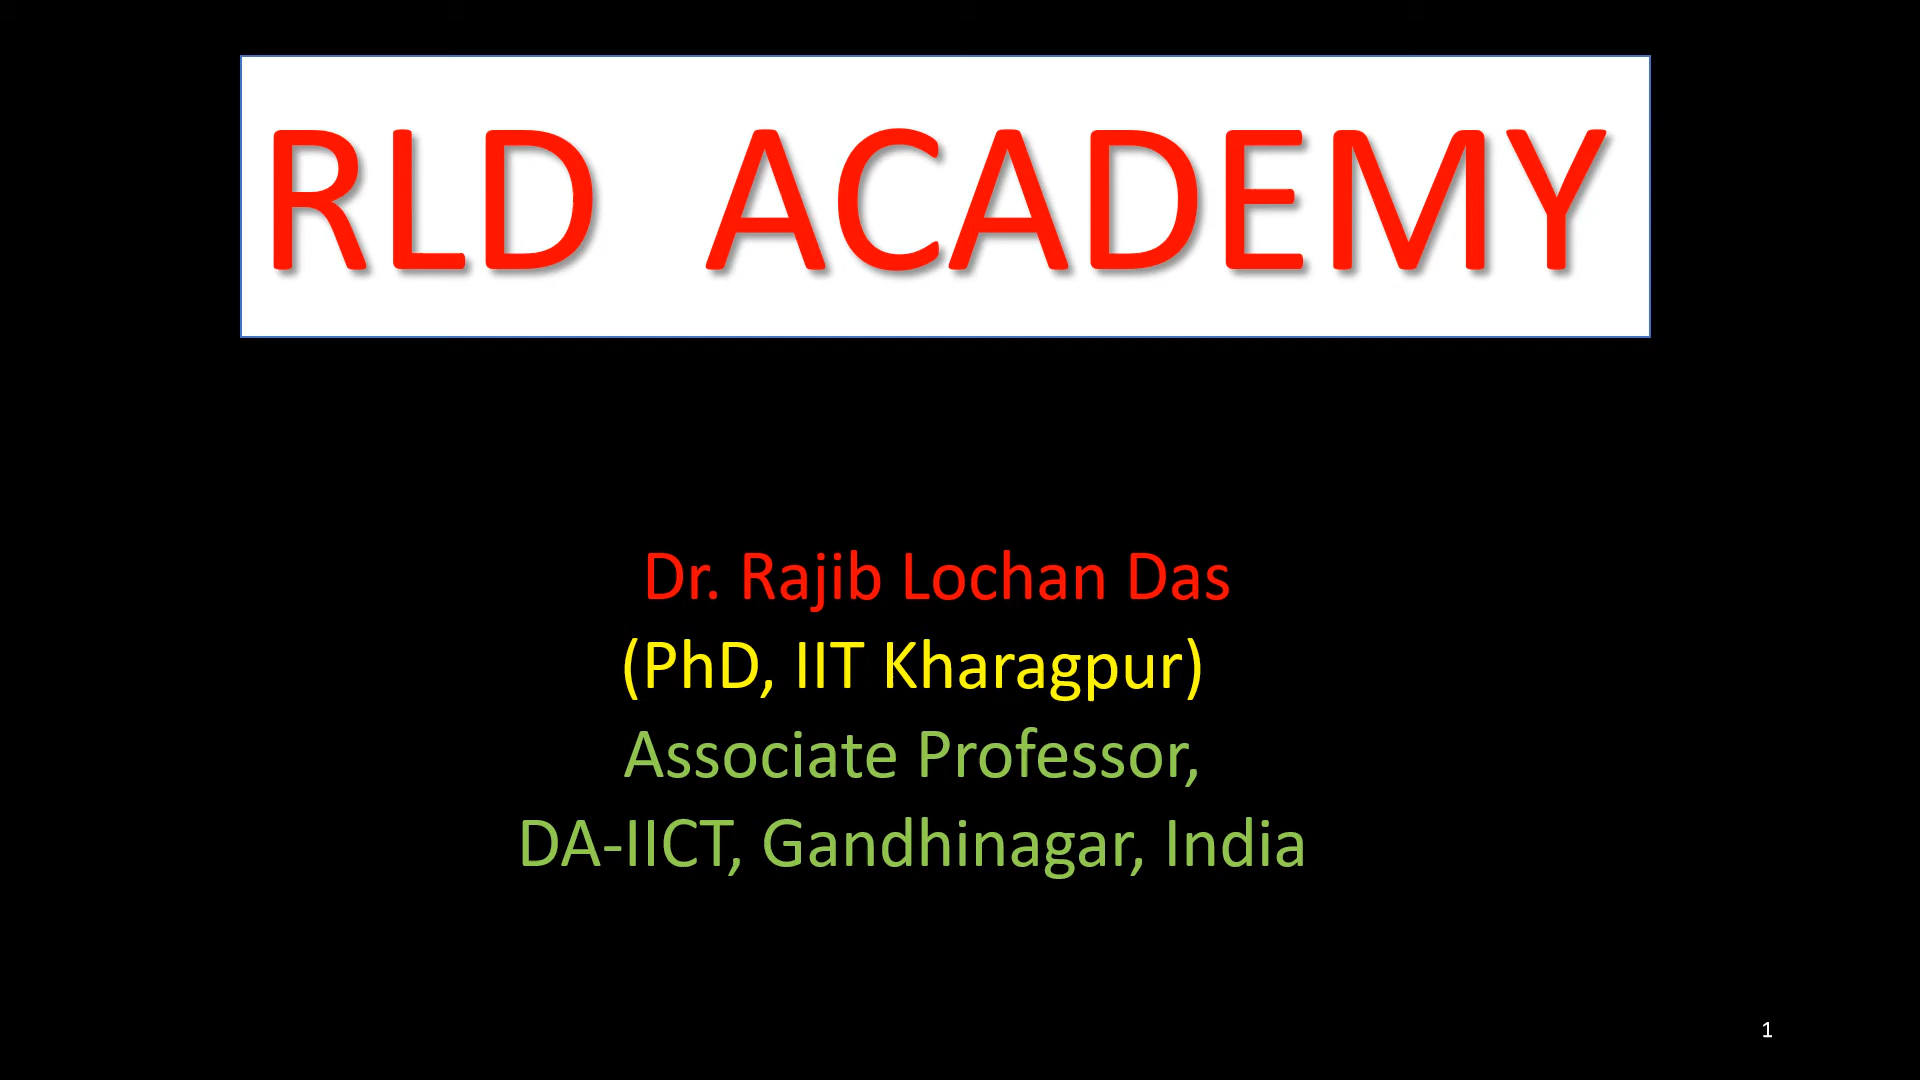 RLD ACADEMY
Dr. Rajib Lochan Das
(PhD, IIT Kharagpur)
Associate Professor,
DA-IICT, Gandhinagar, India
1